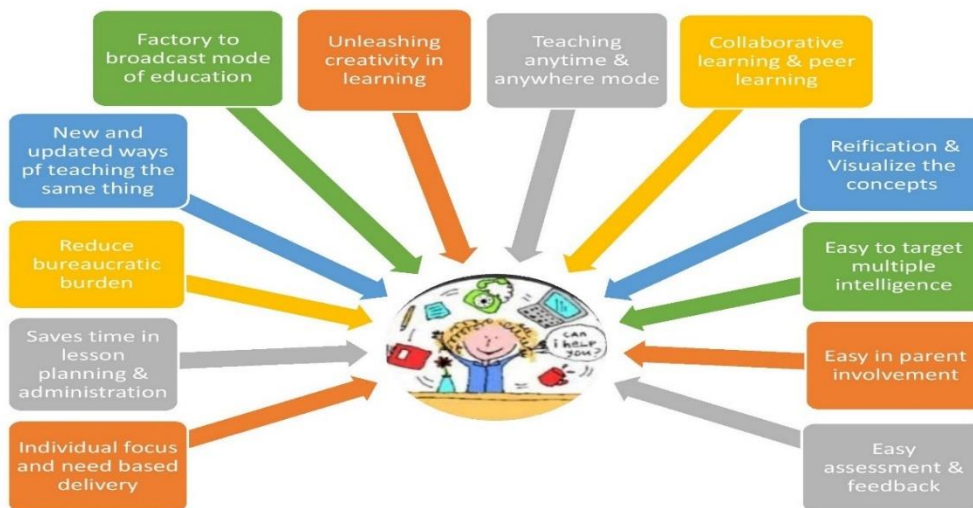 Factory to
broadcast mode
of education
Unleashing
creativity in
learning
Teaching
anytime &
anywhere mode
Collaborative
learning & peer
learning
New and
updated ways
pf teaching the
same thing
Reification &
Visualize the
concepts
Reduce
bureaucratic
burden
Easy to target
multiple
intelligence
Saves time in
lesson
planning &
administration
Easy in parent
involvement
Individual focus
and need based
delivery
Easy
assessment &
feedback
CAN
i HELP
YOU?